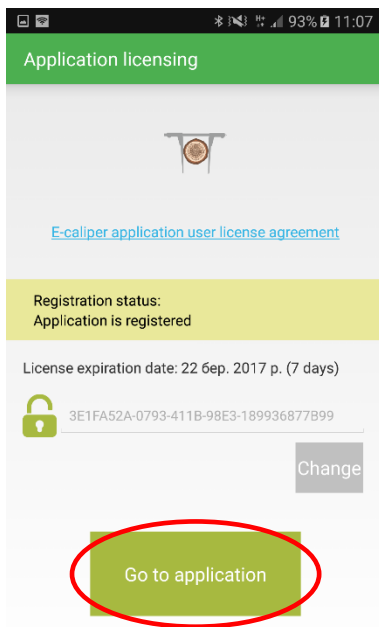 93% 11:07
Application licensing
E-caliper application user license agreement
Registration status:
Application is registered
License expiration date: 22 бер. 2017 р. (7 days)
3E1FA52A-0793-411B-98E3-189936877B99
Change
Go to application